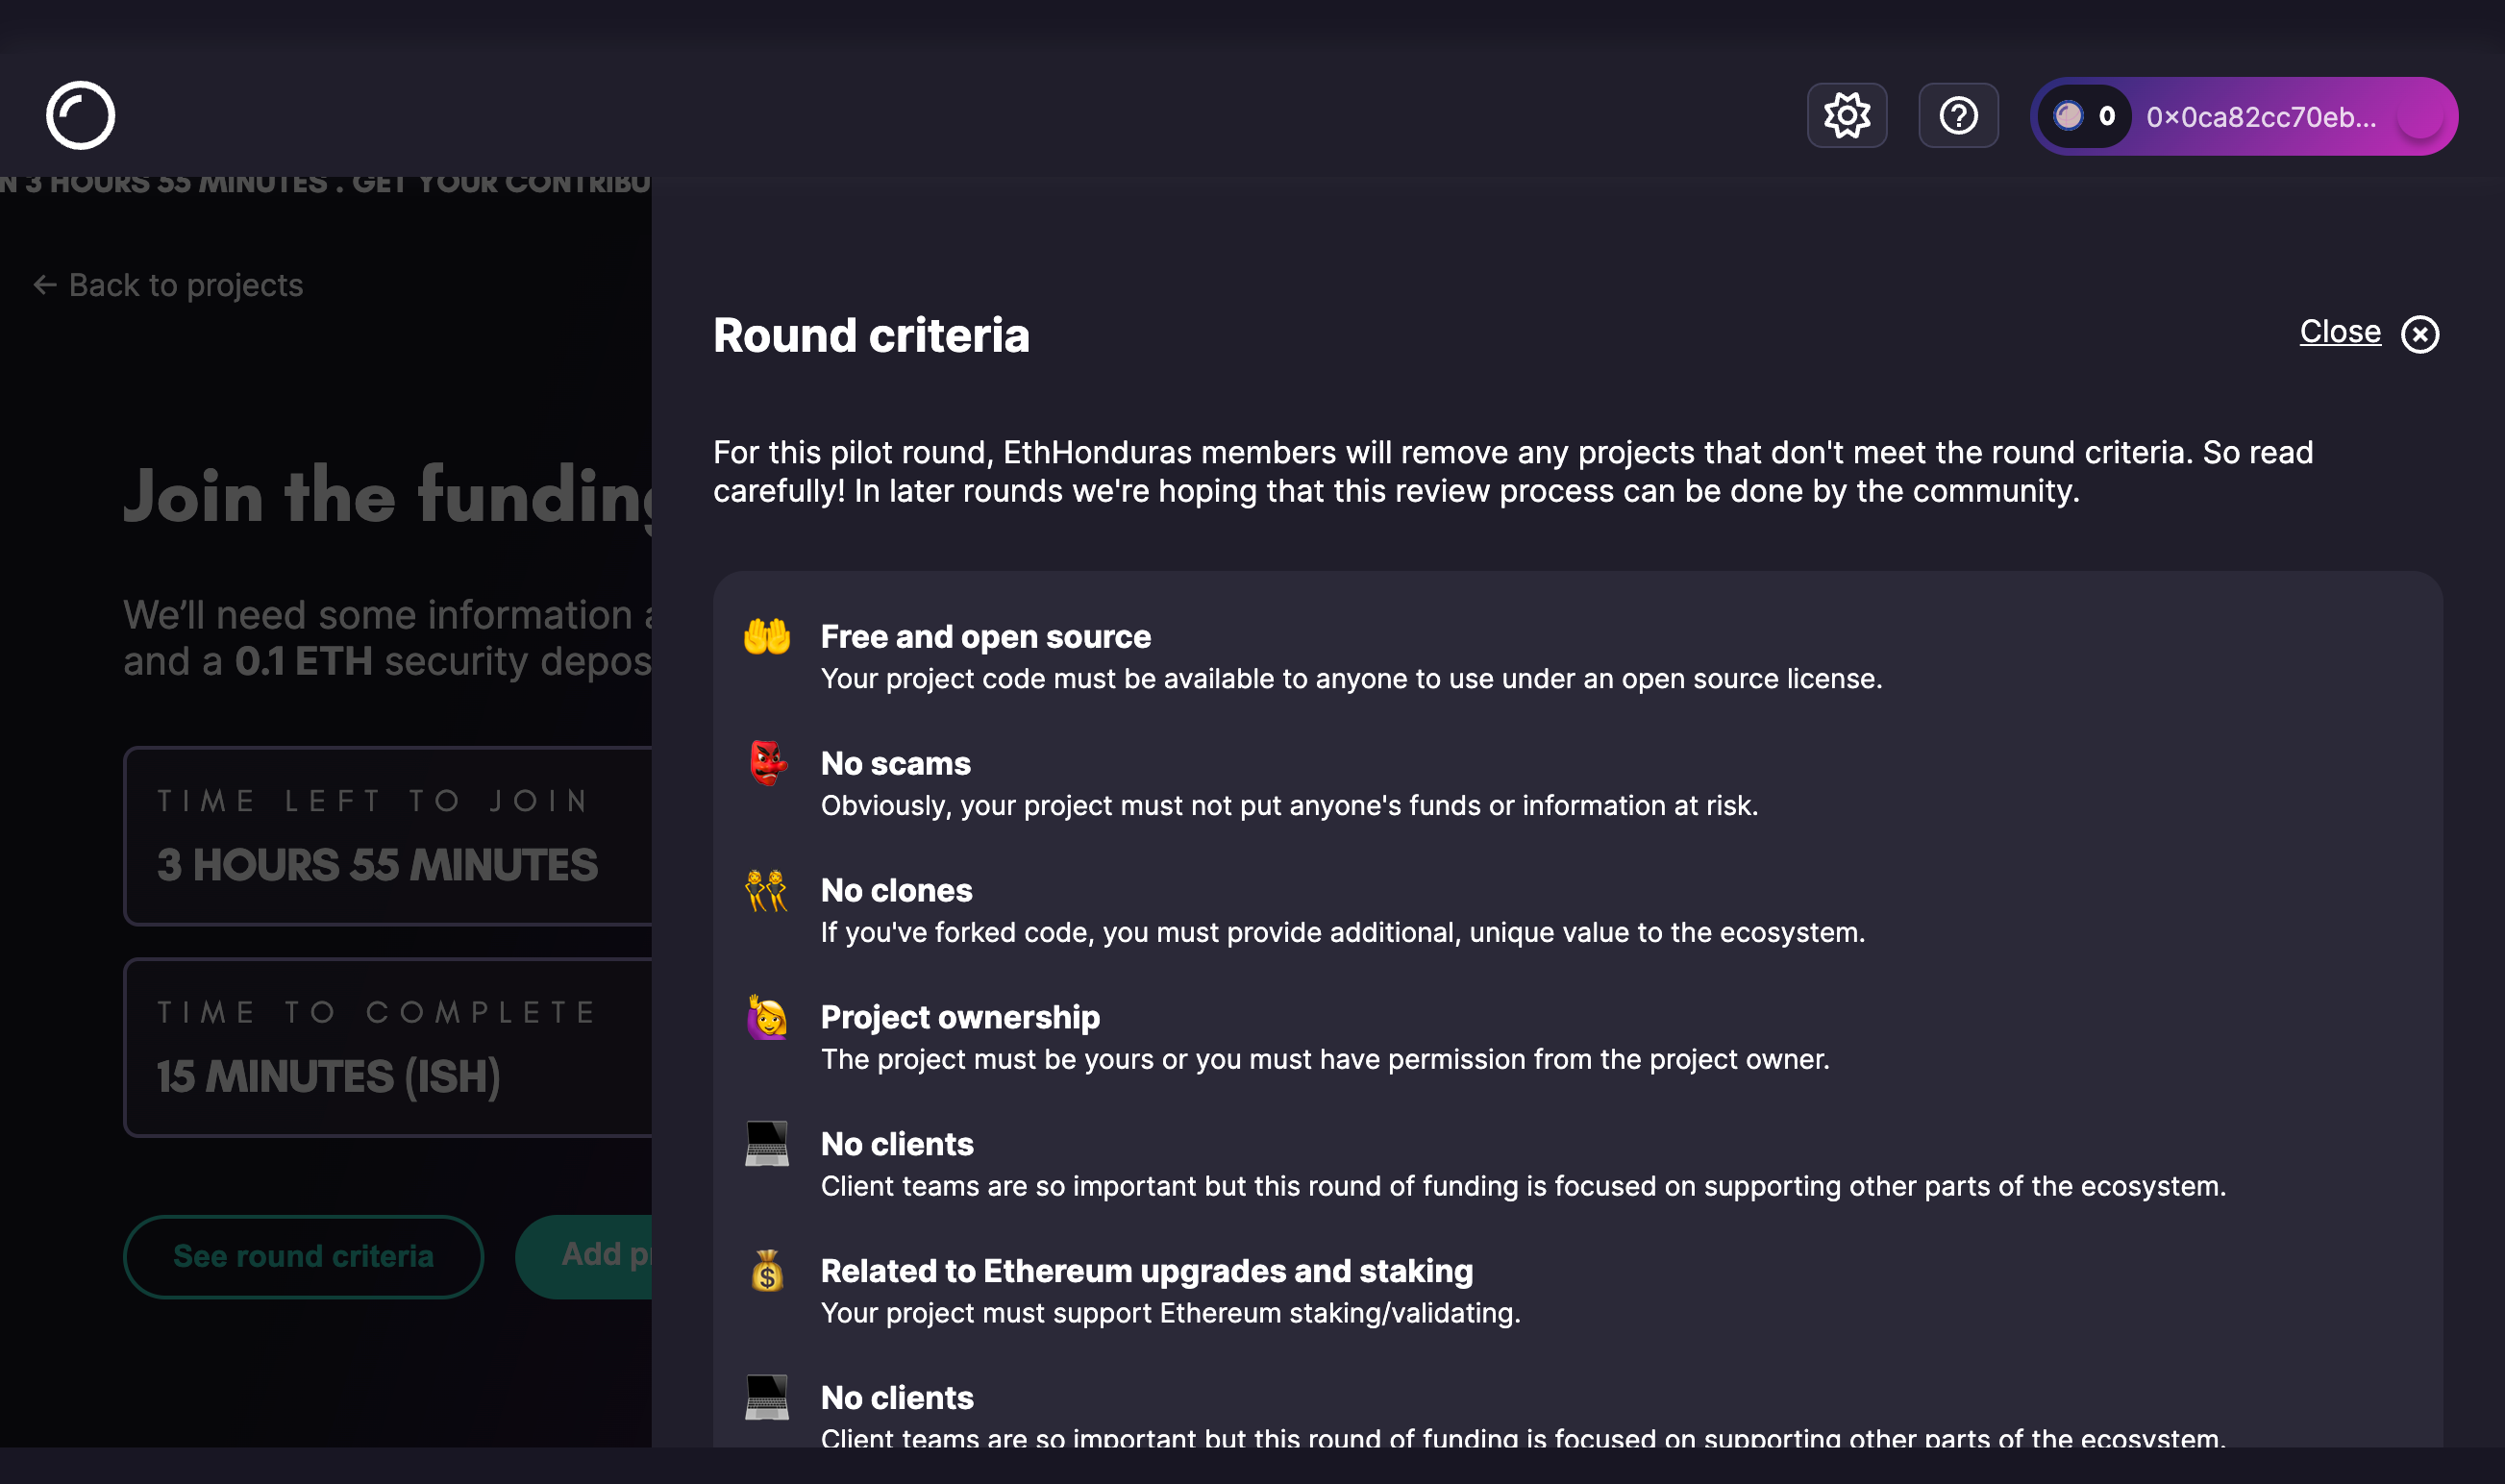 0
0×0ca82cc70eb...
N 3 HOURS 55 MINUTES . GET YOUR CONTRIBU
← Back to projects
Join the funding
We'll need some information a
and a 0.1 ETH security depos
TIME LEFT TO JOIN
3 HOURS 55 MINUTES
TIME TO COMPLETE
15 MINUTES (ISH)
See round criteria
Add pr
Round criteria
Close
For this pilot round, EthHonduras members will remove any projects that don't meet the round criteria. So read
carefully! In later rounds we're hoping that this review process can be done by the community.
Free and open source
Your project code must be available to anyone to use under an open source license.
No scams
Obviously, your project must not put anyone's funds or information at risk.
No clones
If you've forked code, you must provide additional, unique value to the ecosystem.
Project ownership
The project must be yours or you must have permission from the project owner.
No clients
Client teams are so important but this round of funding is focused on supporting other parts of the ecosystem.
Related to Ethereum upgrades and staking
Your project must support Ethereum staking/validating.
No clients
Client teams are so important but this round of funding is focused on supporting other parts of the ecosystem.